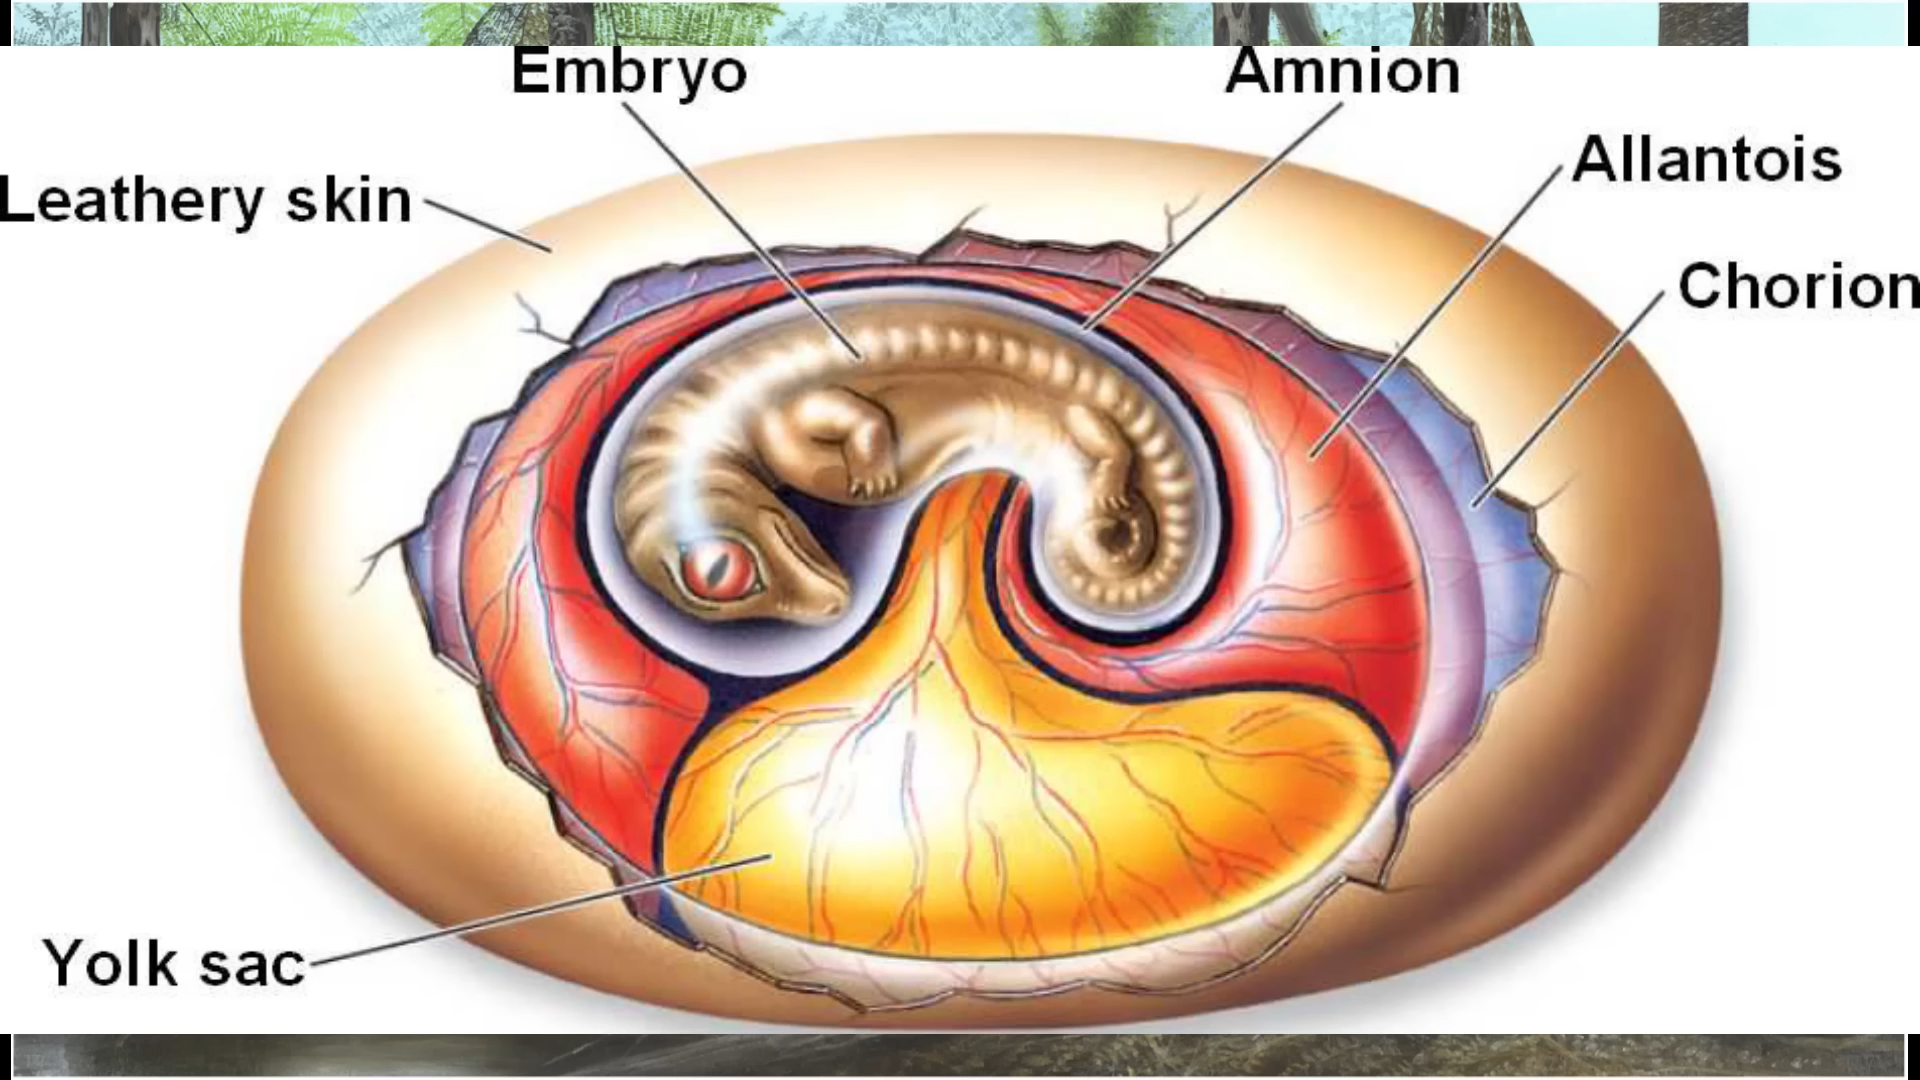 Embryo
Amnion
Allantois
Leathery skin
Chorion
Yolk sac